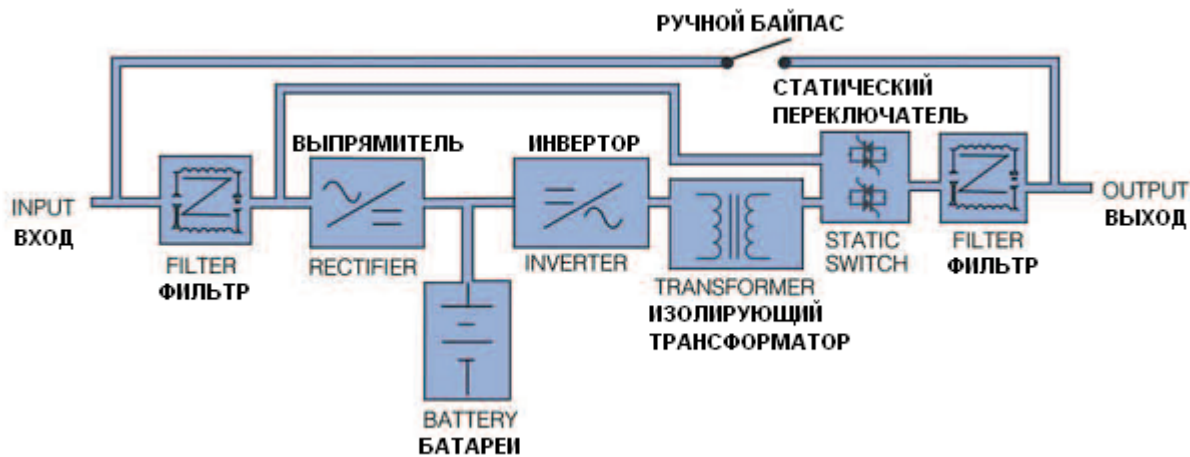 РУЧНОЙ БАЙПАС
СТАТИЧЕСКИЙ
ПЕРЕКЛЮЧАТЕЛЬ
ВЫПРЯМИТЕЛЬ
ИНВЕРТОР
INPUT
ВХОД
OUTPUT
ВЫХОД
FILTER
ФИЛЬТР
RECTIFIER
INVERTER
TRANSFORMER
ИЗОЛИРУЮЩИЙ
ТРАНСФОРМАТОР
STATIC
SWITCH
FILTER
ФИЛЬТР
BATTERY
БАТАРЕИ